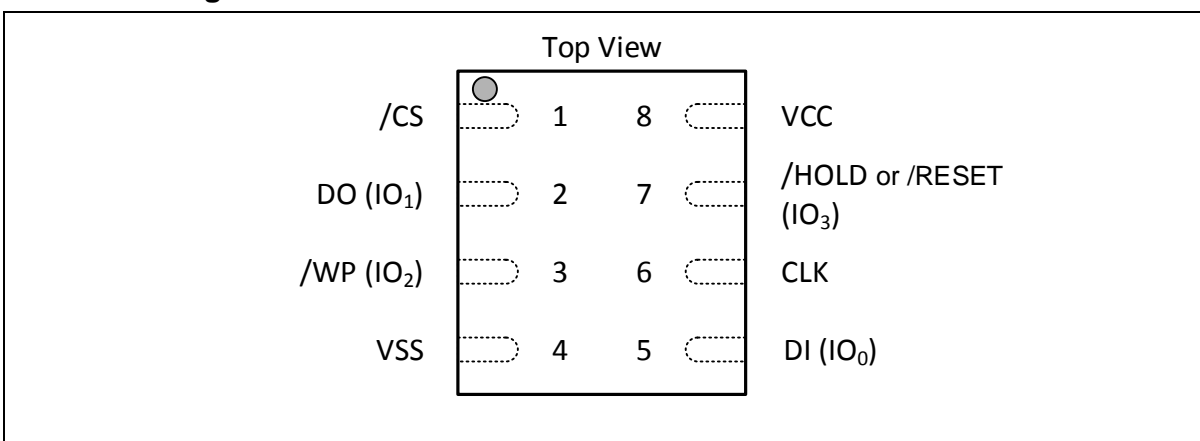 Top View
/CS 1 8 VCC
DO (IO₁) 2 7 /HOLD or /RESET
(IO₃)
/WP (IO₂) 3 6 CLK
VSS 4 5 DI (IO₀)